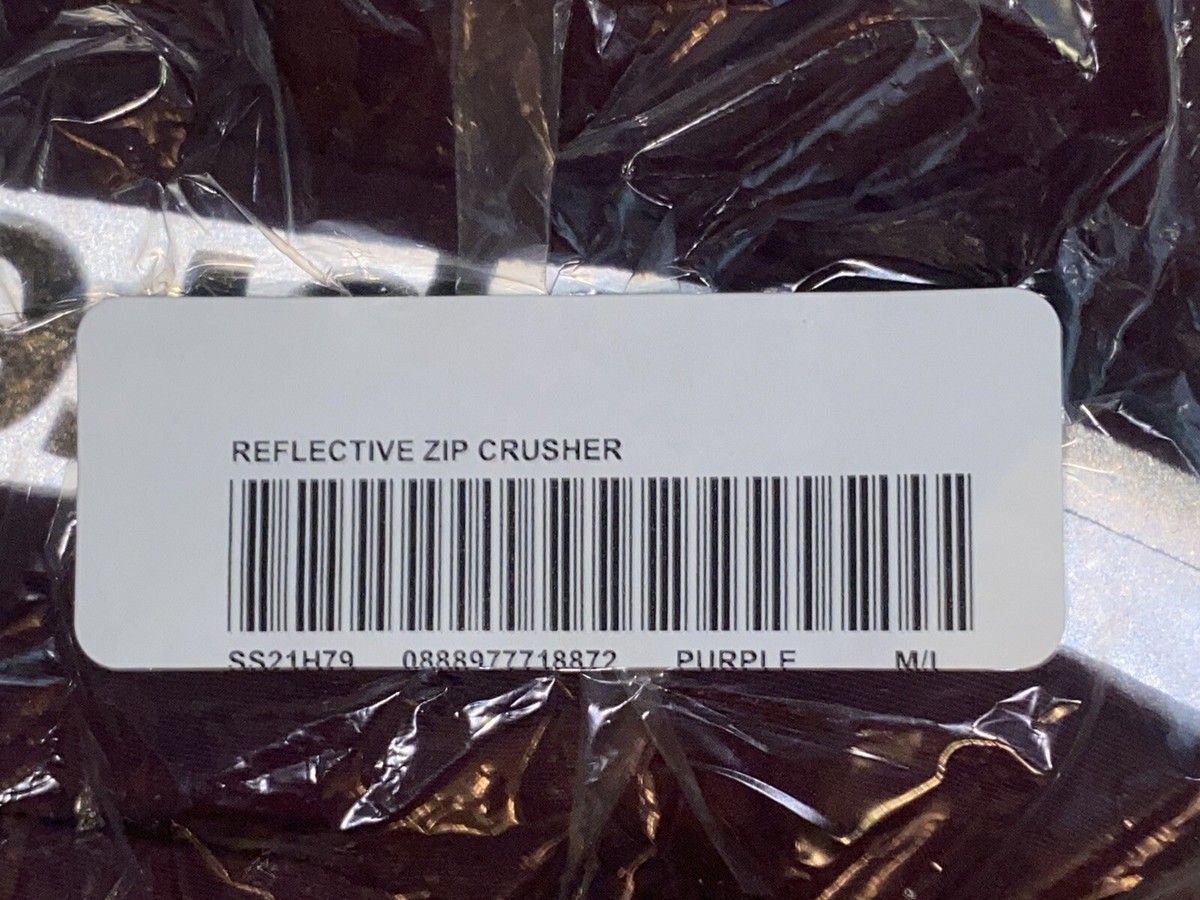 REFLECTIVE ZIP CRUSHER
SS21H79 0888977718872 PURPLE M/L